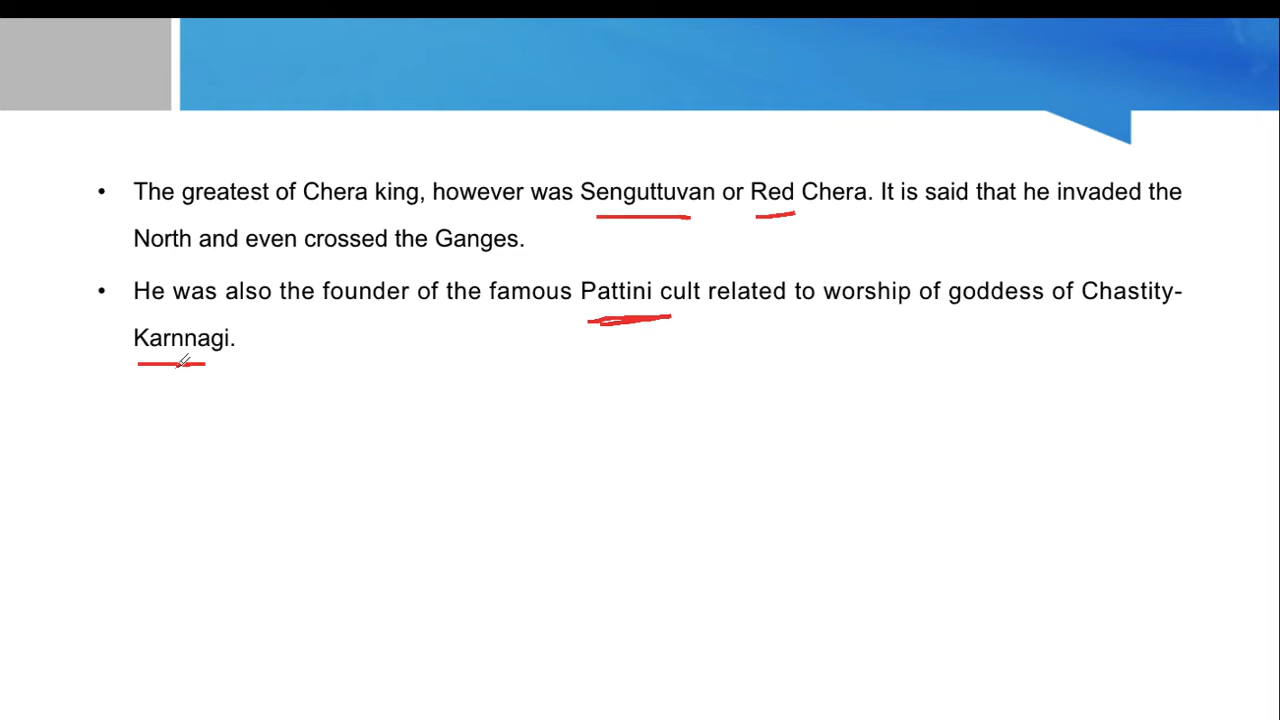 • The greatest of Chera king, however was Senguttuvan or Red Chera. It is said that he invaded the
North and even crossed the Ganges.
• He was also the founder of the famous Pattini cult related to worship of goddess of Chastity-
Karnnagi.